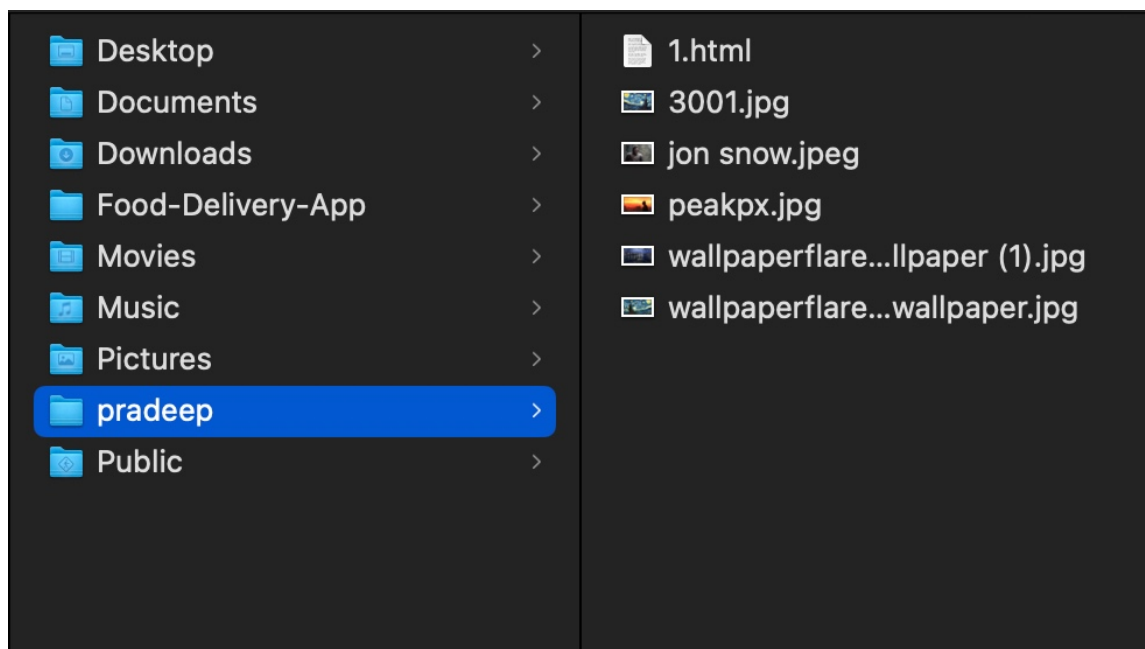 Desktop
Documents
Downloads
Food-Delivery-App
Movies
Music
Pictures
pradeep
Public
1.html
3001.jpg
jon snow.jpeg
peakpx.jpg
wallpaperflare...llpaper (1).jpg
wallpaperflare...wallpaper.jpg